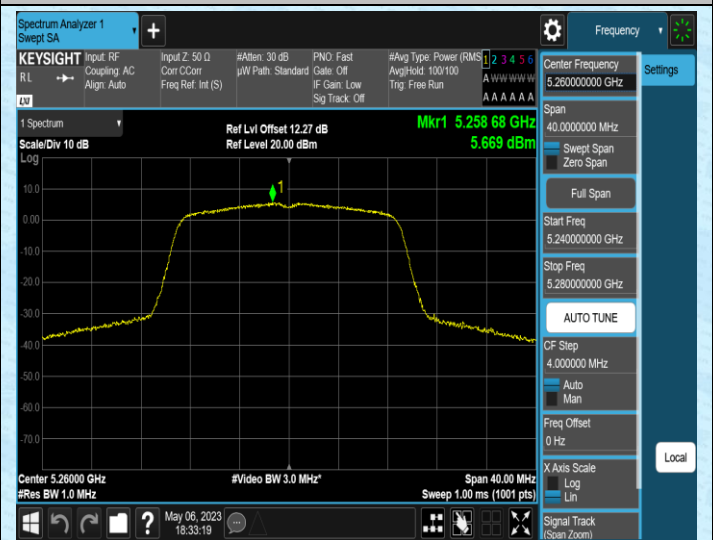 Spectrum Analyzer 1
Swept SA
+
Frequency
KEYSIGHT
RL
LXI
Input: RF
Coupling: AC
Align: Auto
Input Z: 50 Ω
Corr CCorr
Freq Ref: Int (S)
#Atten: 30 dB
µW Path: Standard
PNO: Fast
Gate: Off
IF Gain: Low
Sig Track: Off
#Avg Type: Power (RMS
Avg|Hold: 100/100
Trig: Free Run
1 2 3 4 5 6
A W W W W W
A A A A A A
1 Spectrum
Scale/Div 10 dB
Log
Ref Lvl Offset 12.27 dB
Ref Level 20.00 dBm
Mkr1 5.258 68 GHz
5.669 dBm
1
10.0
0.00
-10.0
-20.0
-30.0
-40.0
-50.0
-60.0
-70.0
Center 5.26000 GHz
#Res BW 1.0 MHz
#Video BW 3.0 MHz*
Span 40.00 MHz
Sweep 1.00 ms (1001 pts)
?
May 06, 2023
18:33:19
Center Frequency
5.260000000 GHz
Span
40.0000000 MHz
Swept Span
Zero Span
Full Span
Start Freq
5.240000000 GHz
Stop Freq
5.280000000 GHz
AUTO TUNE
CF Step
4.000000 MHz
Auto
Man
Freq Offset
0 Hz
X Axis Scale
Log
Lin
Signal Track
(Span Zoom)
Settings
Local